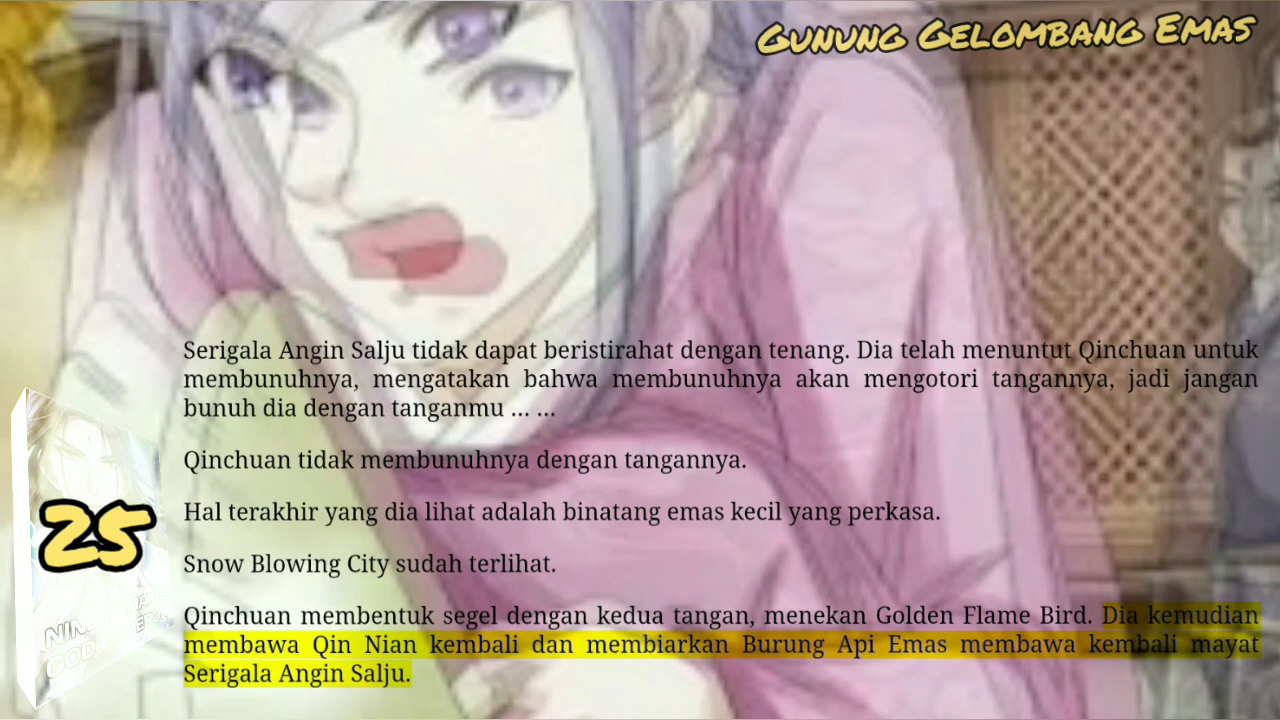 Gunung Gelombang Emas
Serigala Angin Salju tidak dapat beristirahat dengan tenang. Dia telah menuntut Qinchuan untuk
membunuhnya, mengatakan bahwa membunuhnya akan mengotori tangannya, jadi jangan
bunuh dia dengan tanganmu ... ...
Qinchuan tidak membunuhnya dengan tangannya.
Hal terakhir yang dia lihat adalah binatang emas kecil yang perkasa.
Snow Blowing City sudah terlihat.
Qinchuan membentuk segel dengan kedua tangan, menekan Golden Flame Bird. Dia kemudian
membawa Qin Nian kembali dan membiarkan Burung Api Emas membawa kembali mayat
Serigala Angin Salju.
25